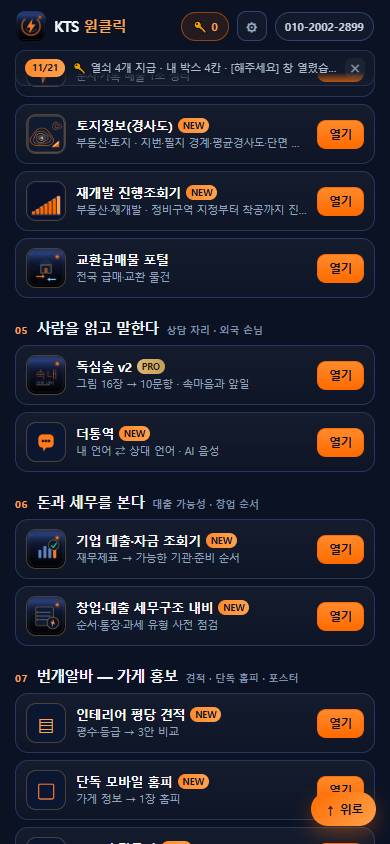 KTS 원클릭
0
010-2002-2899
11/21 열쇠 4개 지급 · 내 박스 4칸 · [해주세요] 창 열렸습...
토지정보(경사도) NEW
부동산·토지 · 지번·필지 경계·평균경사도·단면 ...
열기
재개발 진행조회기 NEW
부동산·재개발 · 정비구역 지정부터 착공까지 진...
열기
교환급매물 포털
전국 급매·교환 물건
열기
05 사람을 읽고 말한다 상담 자리 · 외국 손님
속내
독심술 v2 PRO
그림 16장 → 10문항 · 속마음과 앞일
열기
더통역 NEW
내 언어 ⇄ 상대 언어 · AI 음성
열기
06 돈과 세무를 본다 대출 가능성 · 창업 순서
기업 대출·자금 조회기 NEW
재무제표 → 가능한 기관·준비 순서
열기
창업·대출 세무구조 내비 NEW
순서·통장·과세 유형 사전 점검
열기
07 번개알바 — 가게 홍보 견적 · 단독 홈피 · 포스터
인테리어 평당 견적 NEW
평수·등급 → 3안 비교
열기
단독 모바일 홈피 NEW
가게 정보 → 1장 홈피
열기
↑ 위로